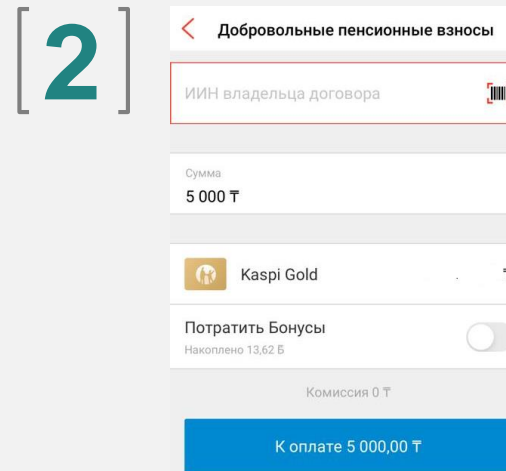 [2]
Добровольные пенсионные взносы
ИИН владельца договора
Сумма
5 000 ₸
Kaspi Gold
Потратить Бонусы
Накоплено 13,62 Б
Комиссия 0 ₸
К оплате 5 000,00 ₸